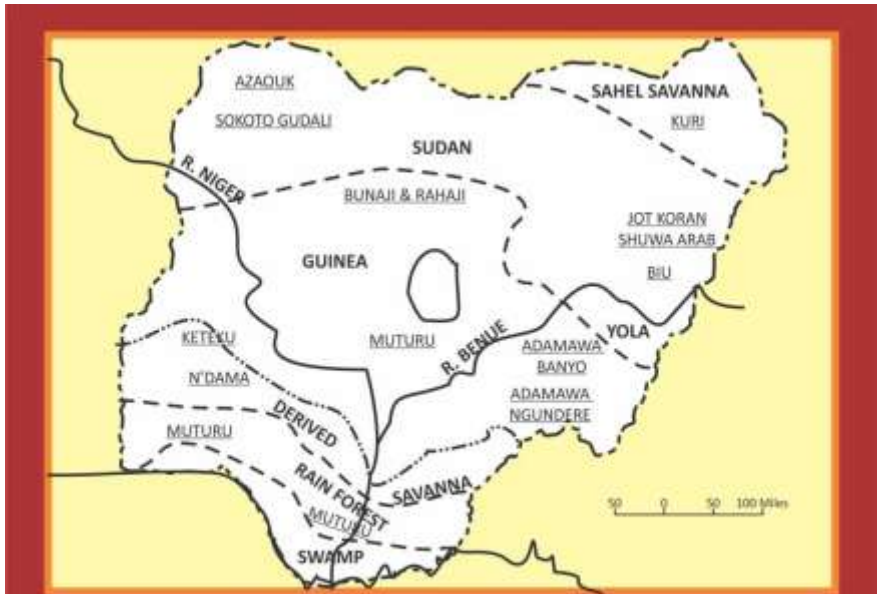 AZAOUK
SAHEL SAVANNA
SOKOTO GUDALI
KURI
SUDAN
R. NIGER
BUNAJI & RAHAJI
JOT KORAN
SHUWA ARAB
GUINEA
BIU
KETEKU
MUTURU
R. BENUE
YOLA
ADAMAWA
BANYO
N'DAMA
ADAMAWA
NGUNDERE
DERIVED
MUTURU
RAIN FOREST
SAVANNA
50 0 50 100 Miles
MUTURU
SWAMP